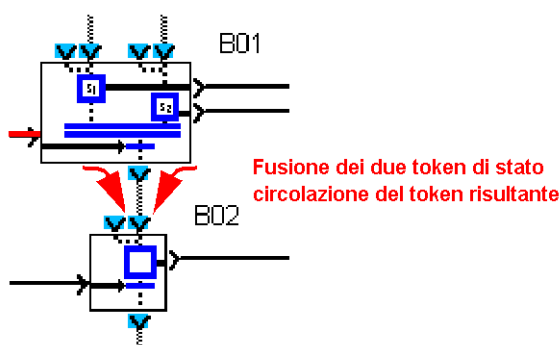 B01
S1
S2
Fusione dei due token di stato
circolazione del token risultante
B02